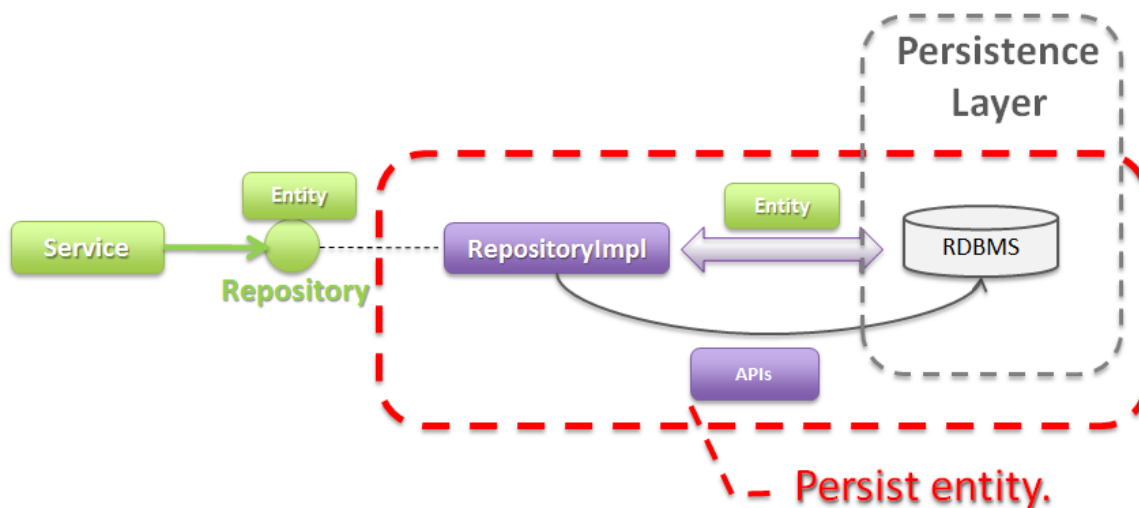 Persistence
Layer
Entity
Entity
Service
RepositoryImpl
RDBMS
Repository
APIs
Persist entity.